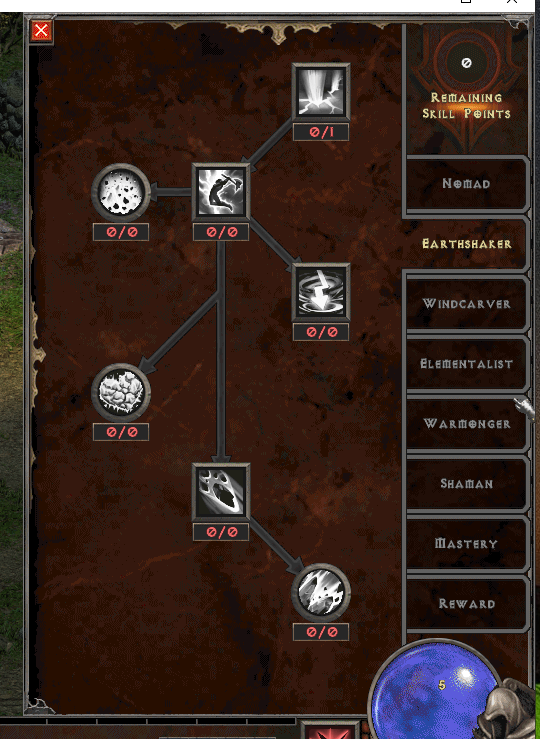 0
REMAINING
SKILL POINTS
0/1
NOMAD
0/0
0/0
EARTHSHAKER
WINDCARVER
0/0
ELEMENTALIST
WARMONGER
0/0
SHAMAN
0/0
MASTERY
REWARD
0/0
5